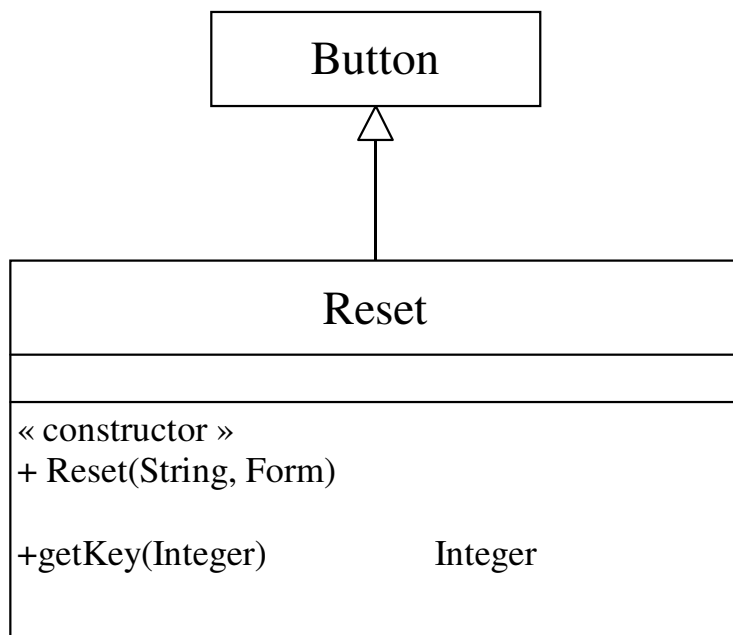 Button
Reset
« constructor »
+ Reset(String, Form)
+getKey(Integer) Integer